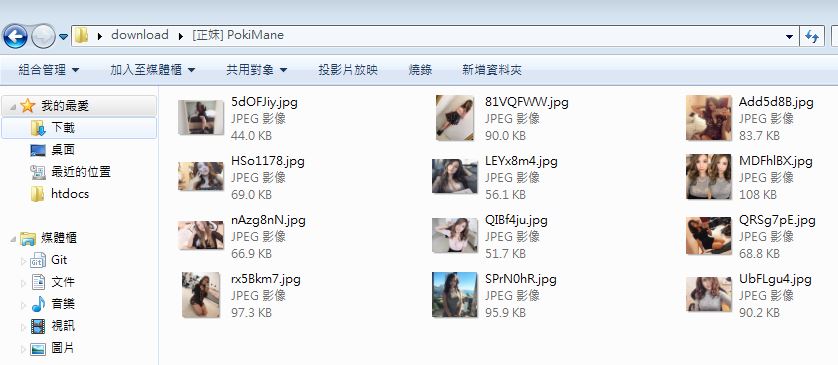 download [正妹] PokiMane
組合管理 加入至媒體櫃 共用對象 投影片放映 燒錄 新增資料夾
我的最愛
下載
桌面
最近的位置
htdocs
媒體櫃
Git
文件
音樂
視訊
圖片
5dOFJiy.jpg
JPEG 影像
44.0 KB
81VQFWW.jpg
JPEG 影像
90.0 KB
Add5d8B.jpg
JPEG 影像
83.7 KB
HSo1178.jpg
JPEG 影像
69.0 KB
LEYx8m4.jpg
JPEG 影像
56.1 KB
MDFhlBX.jpg
JPEG 影像
108 KB
nAzg8nN.jpg
JPEG 影像
66.9 KB
QIBf4ju.jpg
JPEG 影像
51.7 KB
QRSg7pE.jpg
JPEG 影像
68.8 KB
rx5Bkm7.jpg
JPEG 影像
97.3 KB
SPrN0hR.jpg
JPEG 影像
95.9 KB
UbFLgu4.jpg
JPEG 影像
90.2 KB